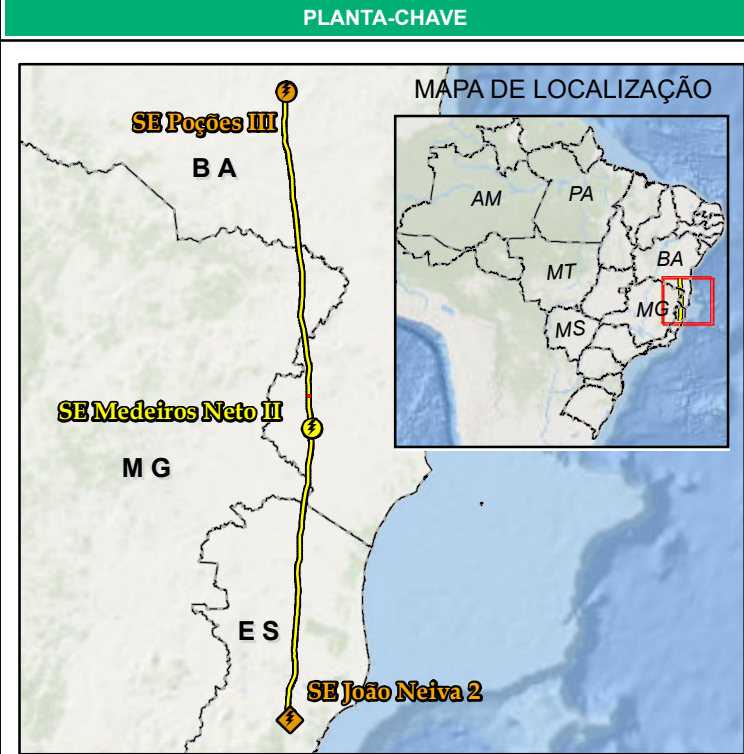 PLANTA-CHAVE
MAPA DE LOCALIZAÇÃO
SE Poções III
B A
AM
PA
BA
MT
MG
MS
SE Medeiros Neto II
M G
E S
SE João Neiva 2